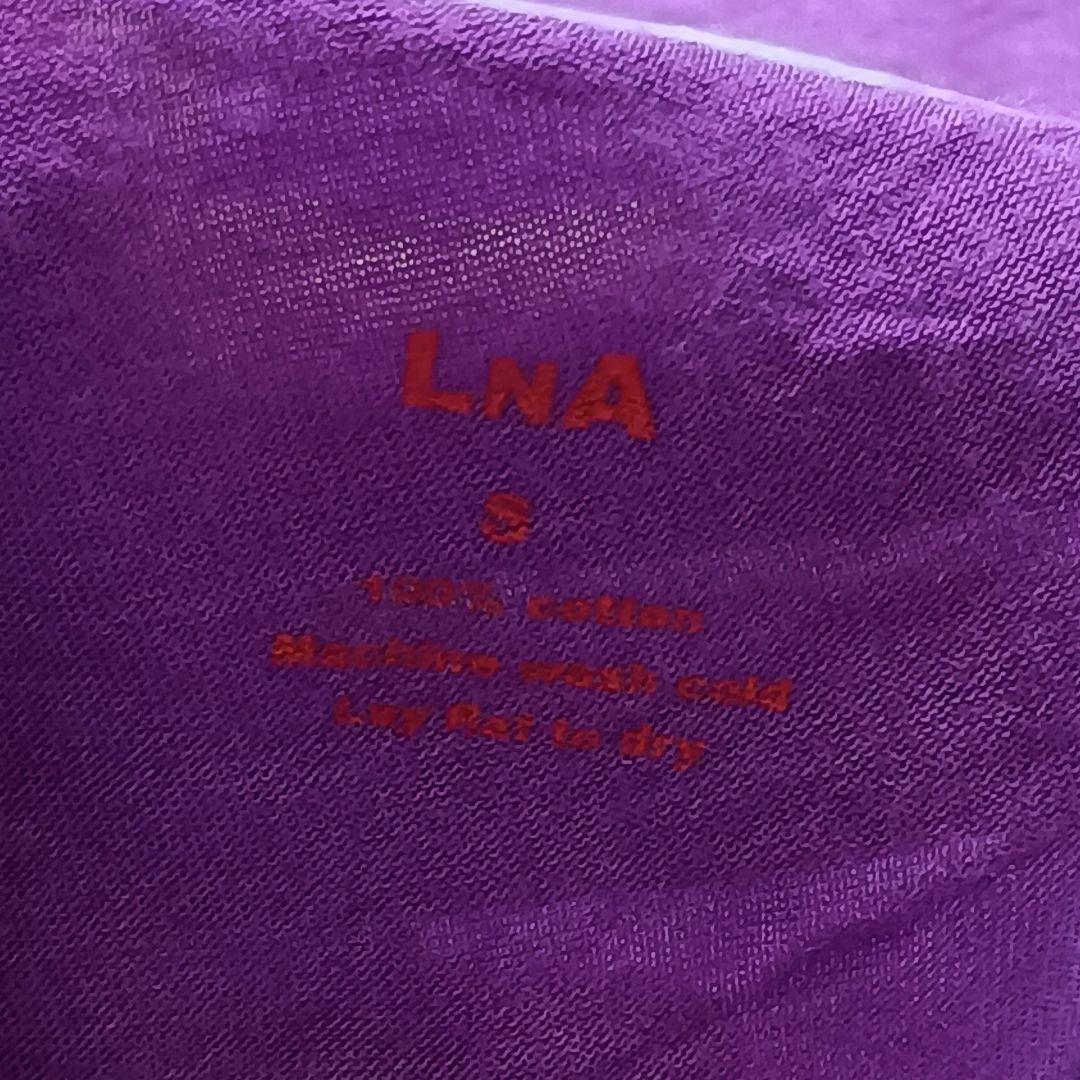 LNA
S
100% cotton
Machine wash cold
Lay flat to dry